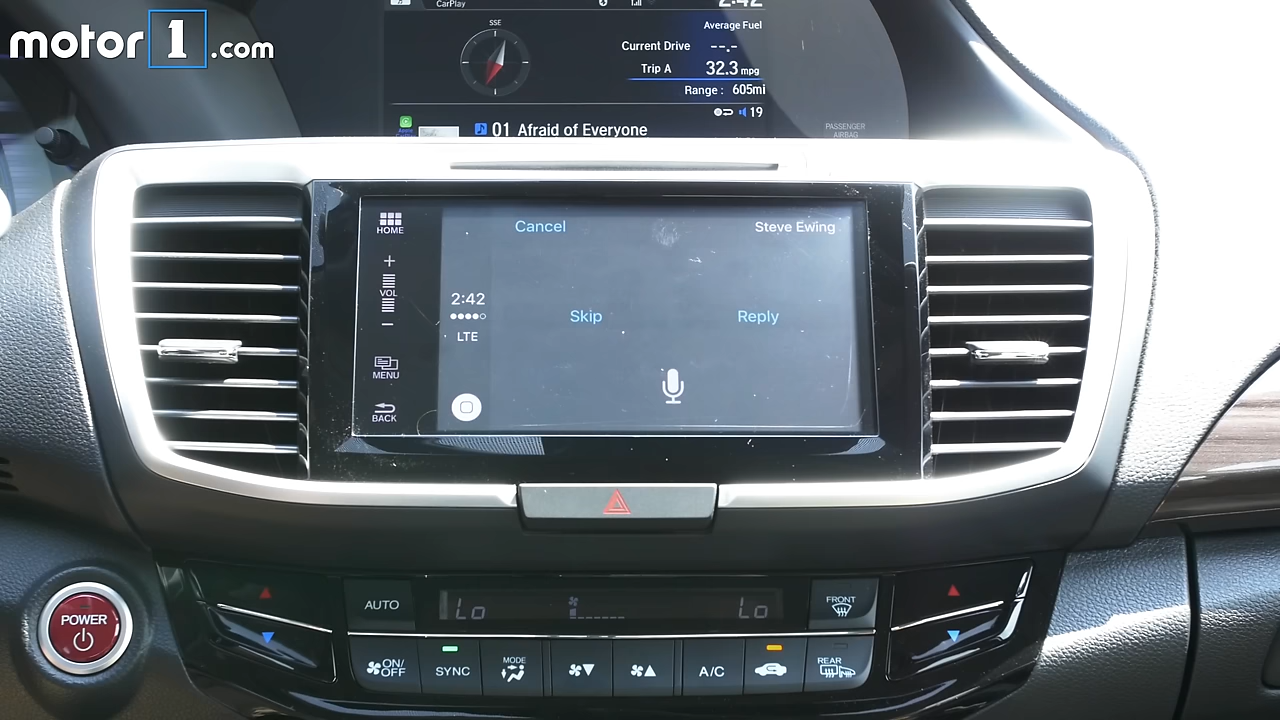 motor1.com
CarPlay
2:42
SSE
Average Fuel
Current Drive --.-
Trip A 32.3 mpg
Range : 605mi
19
01 Afraid of Everyone
PASSENGER
AIRBAG
HOME
+
VOL
−
MENU
BACK
Cancel
Steve Ewing
2:42
LTE
Skip
Reply
POWER
AUTO
Lo
Lo
FRONT
ON/
OFF
SYNC
MODE
A/C
REAR